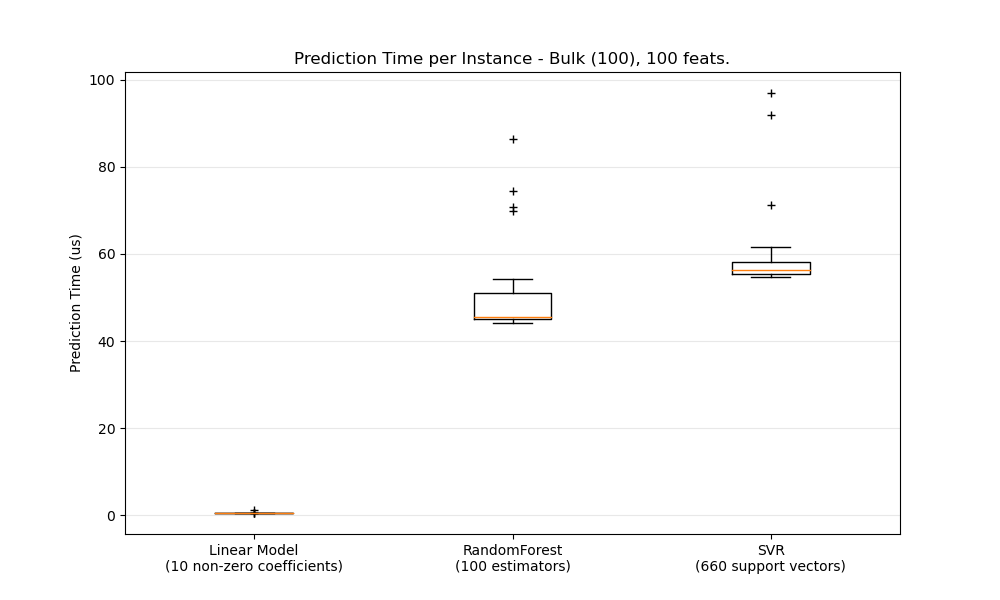 Prediction Time per Instance - Bulk (100), 100 feats.
Prediction Time (us)
100
80
60
40
20
0
Linear Model
(10 non-zero coefficients)
RandomForest
(100 estimators)
SVR
(660 support vectors)